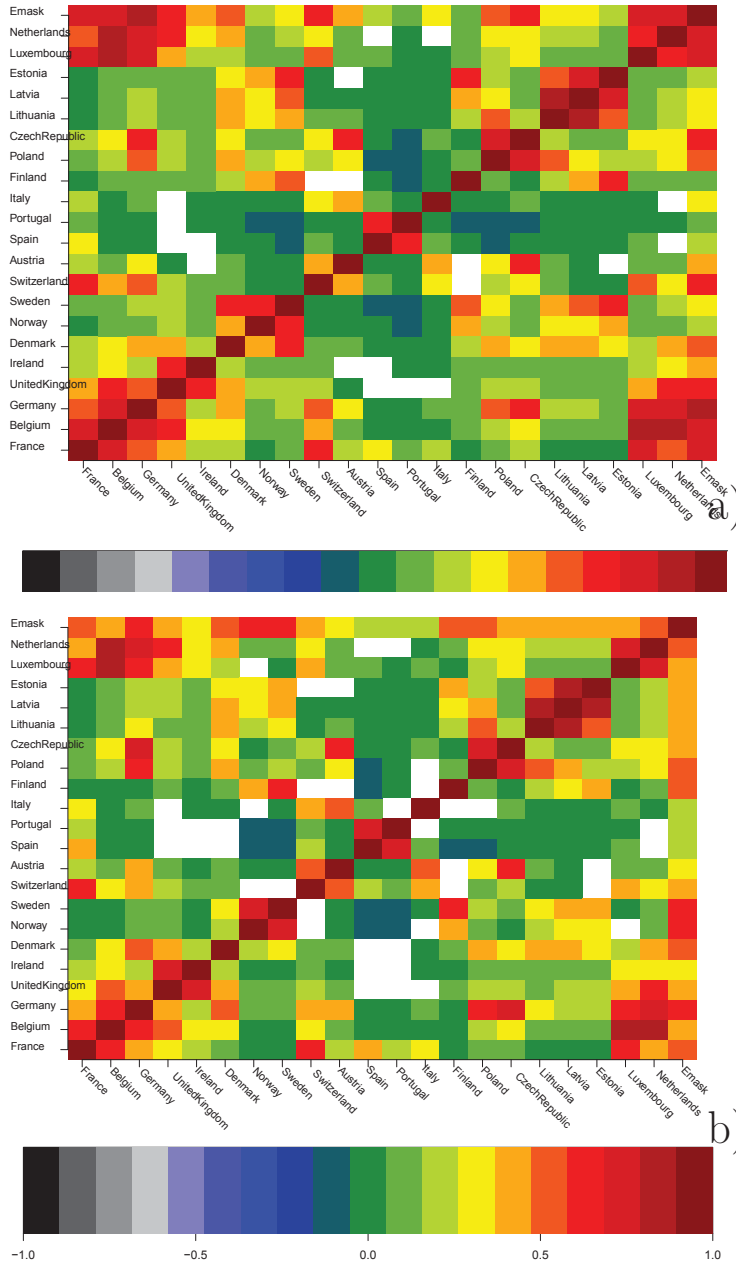 Emask
Netherlands
Luxembourg
Estonia
Latvia
Lithuania
CzechRepublic
Poland
Finland
Italy
Portugal
Spain
Austria
Switzerland
Sweden
Norway
Denmark
Ireland
UnitedKingdom
Germany
Belgium
France
France Belgium Germany UnitedKingdom Ireland Denmark Norway Sweden Switzerland Austria Spain Portugal Italy Finland Poland CzechRepublic Lithuania Latvia Estonia Luxembourg Netherlands Emask
a)
Emask
Netherlands
Luxembourg
Estonia
Latvia
Lithuania
CzechRepublic
Poland
Finland
Italy
Portugal
Spain
Austria
Switzerland
Sweden
Norway
Denmark
Ireland
UnitedKingdom
Germany
Belgium
France
France Belgium Germany UnitedKingdom Ireland Denmark Norway Sweden Switzerland Austria Spain Portugal Italy Finland Poland CzechRepublic Lithuania Latvia Estonia Luxembourg Netherlands Emask
b)
−1.0 −0.5 0.0 0.5 1.0